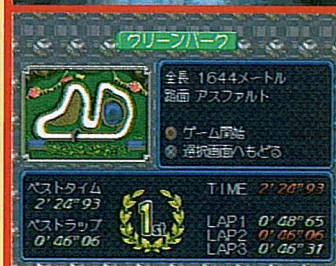 グリーンパーク
全長 1644メートル
路面 アスファルト
ゲーム開始
選択画面へもどる
ベストタイム
2'24"93
ベストラップ
0'46"06
1st
TIME 2'24"93
LAP1 0'48"65
LAP2 0'46"06
LAP3 0'46"31